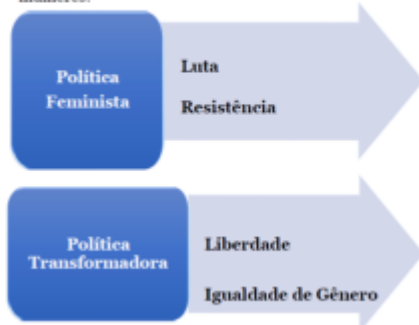 Política
Feminista
Luta
Resistência
Política
Transformadora
Liberdade
Igualdade de Gênero